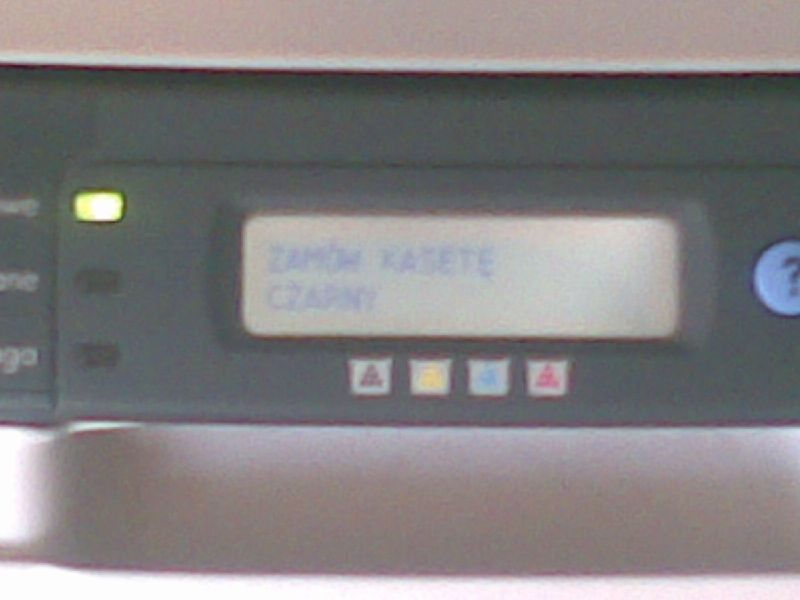 ZAMÓW KASETĘ
CZARNY
?